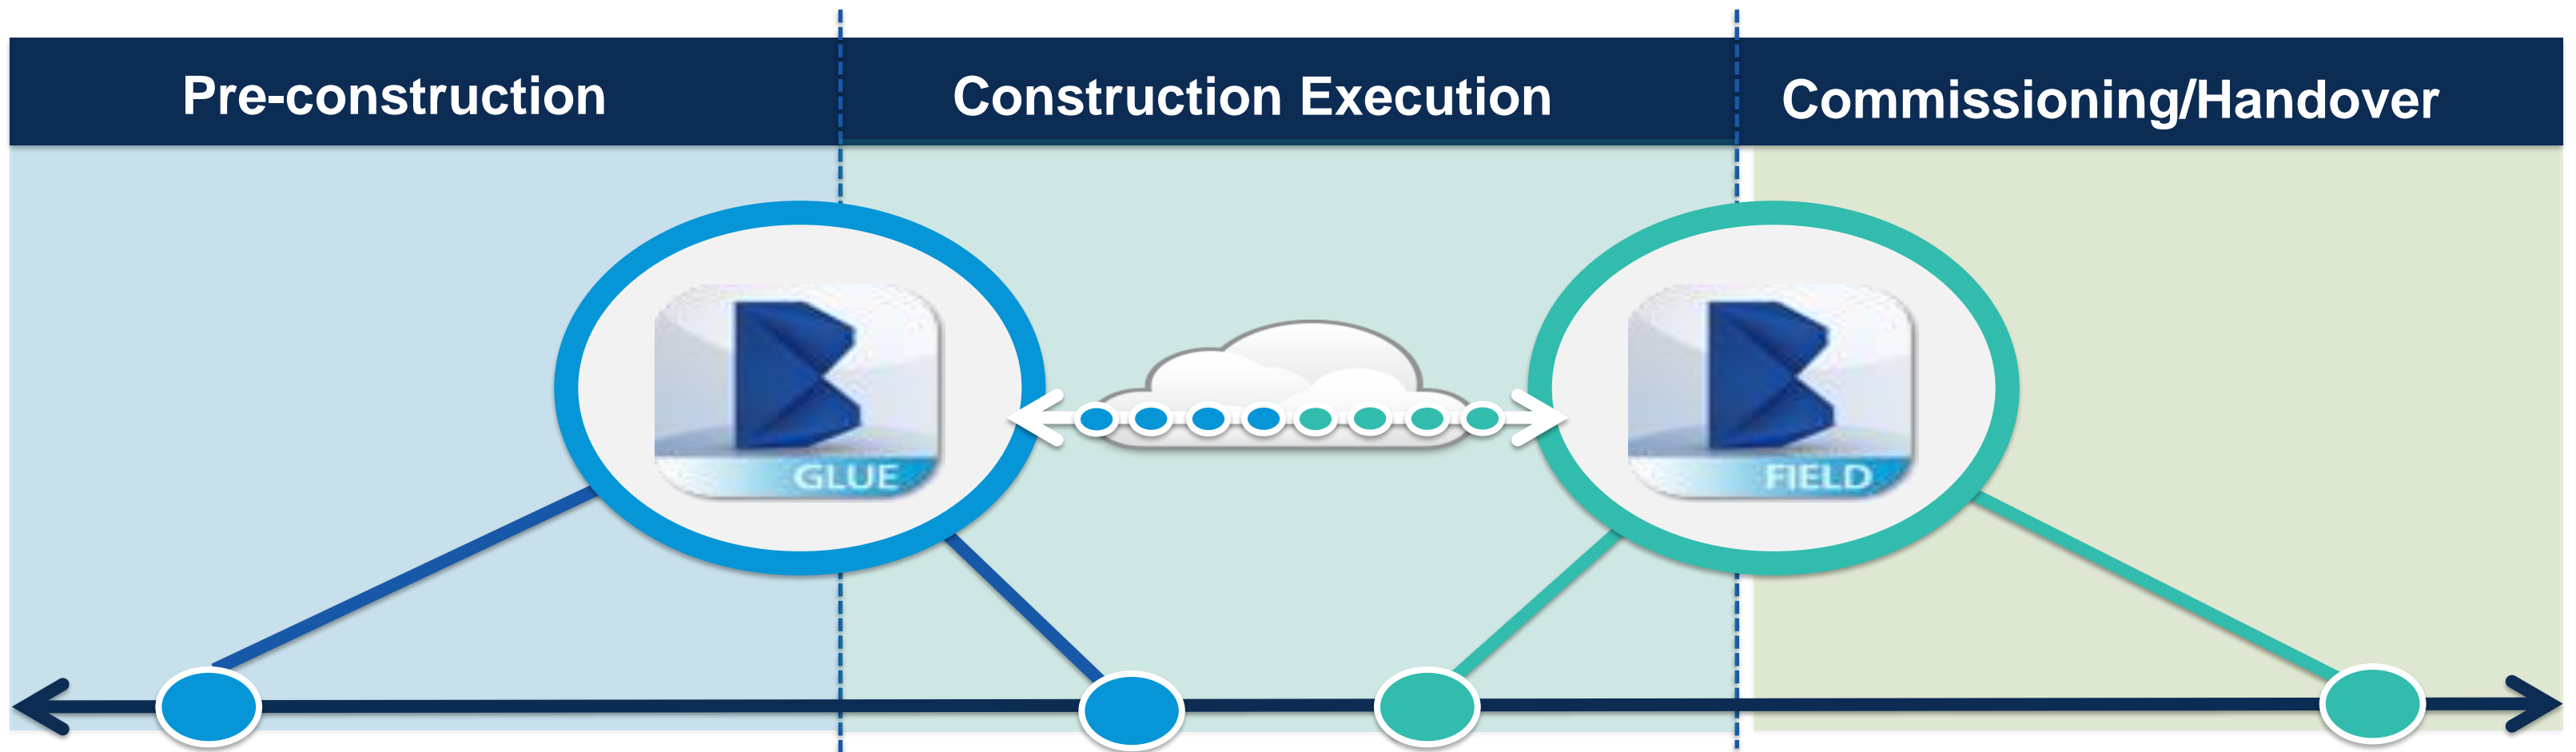 Pre-construction
Construction Execution
Commissioning/Handover
GLUE
FIELD